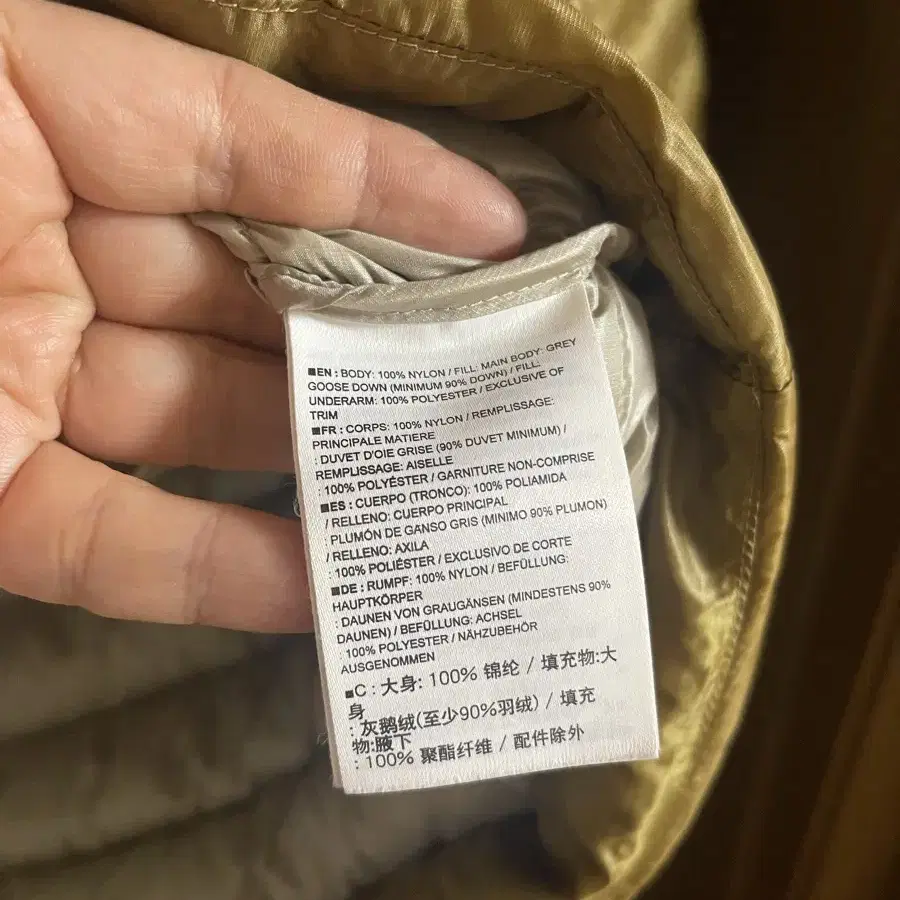 ■EN : BODY: 100% NYLON / FILL: MAIN BODY: GREY
GOOSE DOWN (MINIMUM 90% DOWN) / FILL:
UNDERARM: 100% POLYESTER / EXCLUSIVE OF
TRIM
■FR : CORPS: 100% NYLON / REMPLISSAGE:
PRINCIPALE MATIERE
: DUVET D'OIE GRISE (90% DUVET MINIMUM) /
REMPLISSAGE: AISELLE
: 100% POLYÉSTER / GARNITURE NON-COMPRISE
■ES : CUERPO (TRONCO): 100% POLIAMIDA
/ RELLENO: CUERPO PRINCIPAL
: PLUMÓN DE GANSO GRIS (MINIMO 90% PLUMON)
/ RELLENO: AXILA
: 100% POLIÉSTER / EXCLUSIVO DE CORTE
■DE : RUMPF: 100% NYLON / BEFÜLLUNG:
HAUPTKÖRPER
: DAUNEN VON GRAUGÄNSEN (MINDESTENS 90%
DAUNEN) / BEFÜLLUNG: ACHSEL
: 100% POLYESTER / NÄHZUBEHÖR
AUSGENOMMEN
■C : 大身: 100% 锦纶 / 填充物:大
身
: 灰鹅绒(至少90%羽绒) / 填充
物:腋下
: 100% 聚酯纤维 / 配件除外